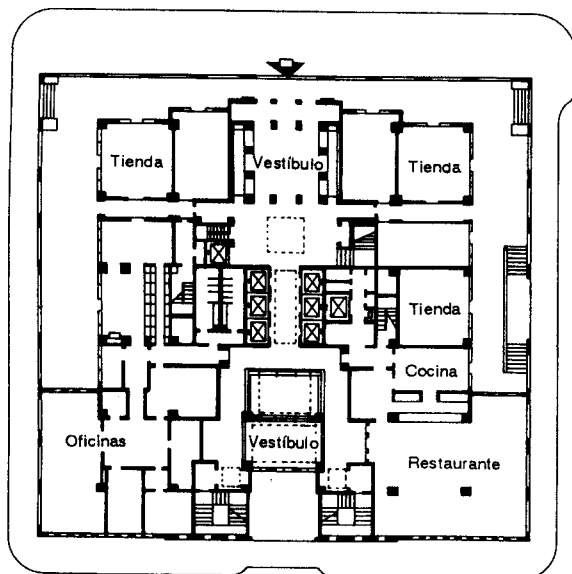 Tienda
Vestíbulo
Tienda
Tienda
Cocina
Oficinas
Vestíbulo
Restaurante